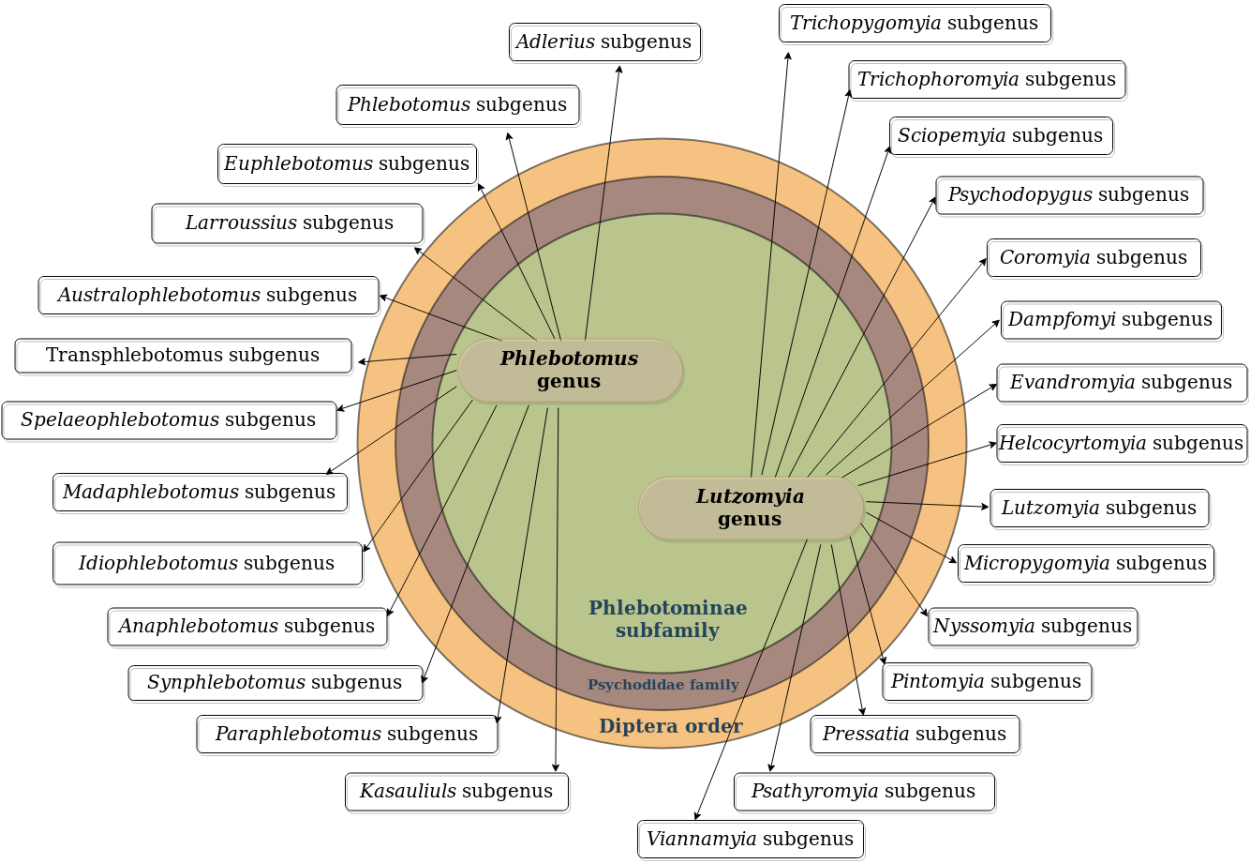 Trichopygomyia subgenus
Adlerius subgenus
Trichophoromyia subgenus
Phlebotomus subgenus
Sciopemyia subgenus
Euphlebotomus subgenus
Psychodopygus subgenus
Larroussius subgenus
Coromyia subgenus
Australophlebotomus subgenus
Dampfomyi subgenus
Transphlebotomus subgenus
Phlebotomus
genus
Evandromyia subgenus
Spelaeophlebotomus subgenus
Helcocyrtomyia subgenus
Madaphlebotomus subgenus
Lutzomyia
genus
Lutzomyia subgenus
Idiophlebotomus subgenus
Micropygomyia subgenus
Phlebotominae
subfamily
Anaphlebotomus subgenus
Nyssomyia subgenus
Synphlebotomus subgenus
Psychodidae family
Pintomyia subgenus
Diptera order
Paraphlebotomus subgenus
Pressatia subgenus
Kasauliuls subgenus
Psathyromyia subgenus
Viannamyia subgenus